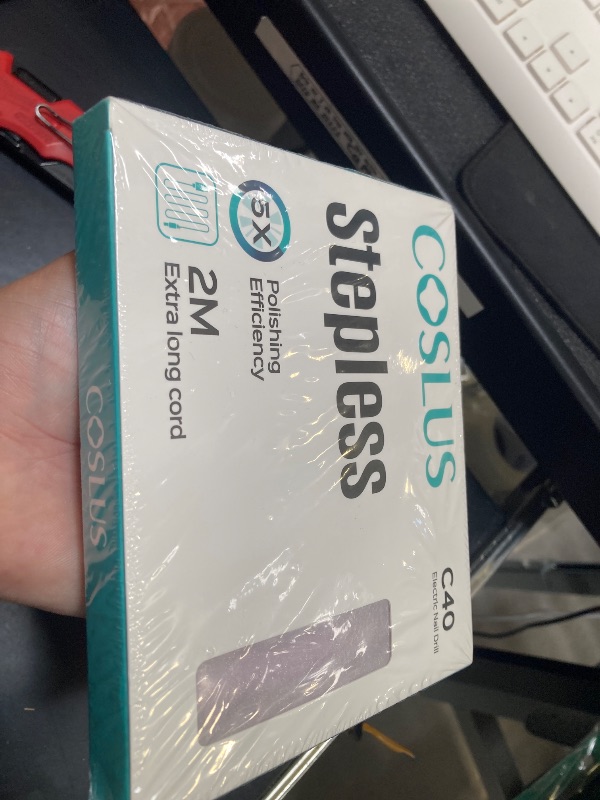 COSLUS
C40
Electric Nail Drill
Stepless
5X
Polishing
Efficiency
2M
Extra long cord
COSLUS